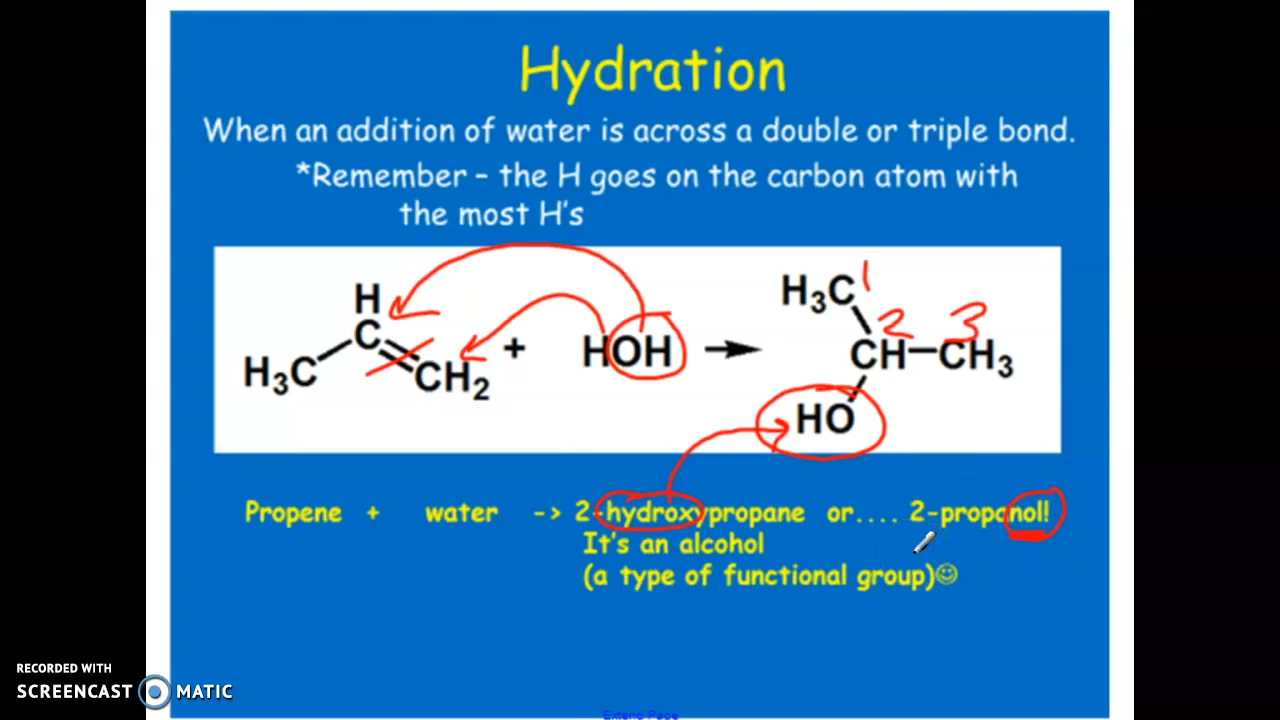 Hydration
When an addition of water is across a double or triple bond.
*Remember – the H goes on the carbon atom with
the most H's
H
C
H₃C
CH₂
+
HOH
H₃C
1
2
3
CH–CH₃
HO
Propene + water -> 2-hydroxypropane or.... 2-propanol!
It's an alcohol
(a type of functional group)☺
RECORDED WITH
SCREENCAST MATIC
Extend Page